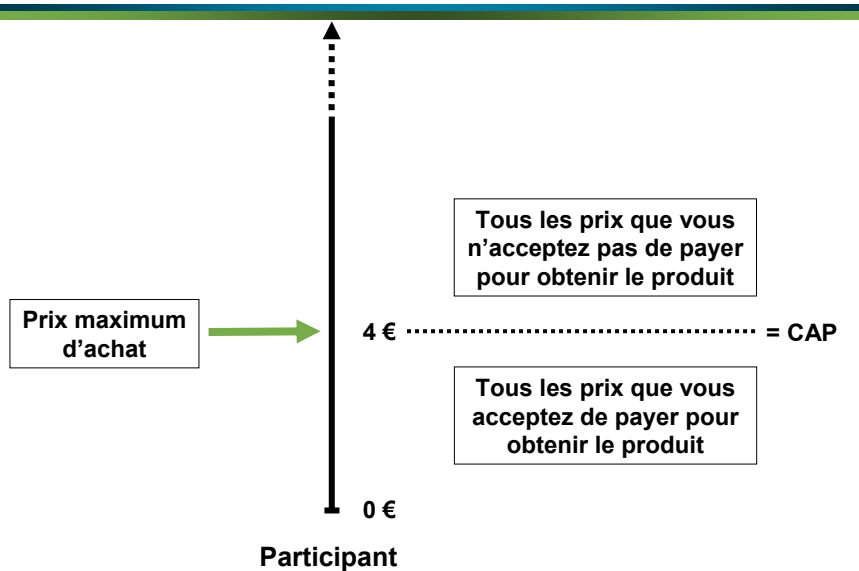 Tous les prix que vous
n’acceptez pas de payer
pour obtenir le produit
Prix maximum
d’achat
4 €
= CAP
Tous les prix que vous
acceptez de payer pour
obtenir le produit
0 €
Participant